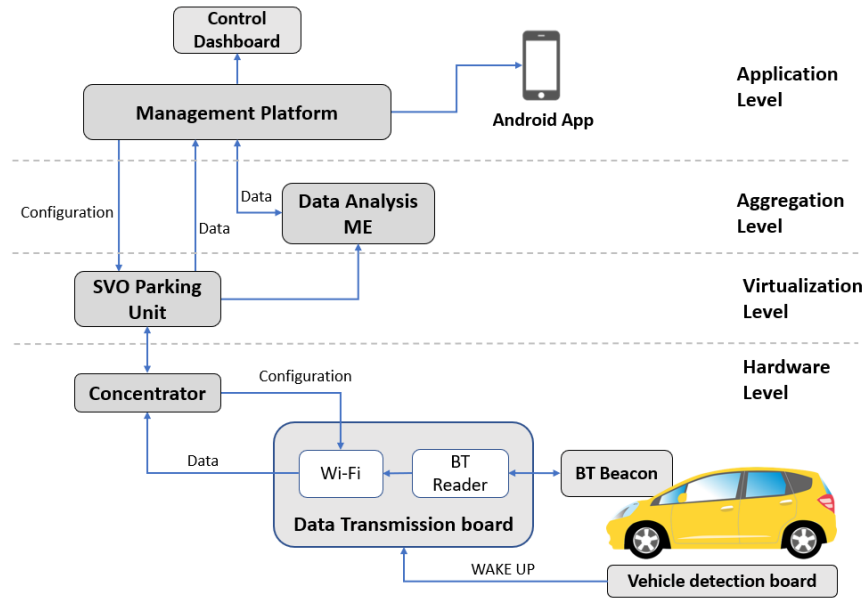 Control
Dashboard
Application
Level
Management Platform
Android App
Configuration
Data
Data
Data Analysis
ME
Aggregation
Level
SVO Parking
Unit
Virtualization
Level
Hardware
Level
Concentrator
Configuration
Data
Wi-Fi
BT
Reader
BT Beacon
Data Transmission board
WAKE UP
Vehicle detection board